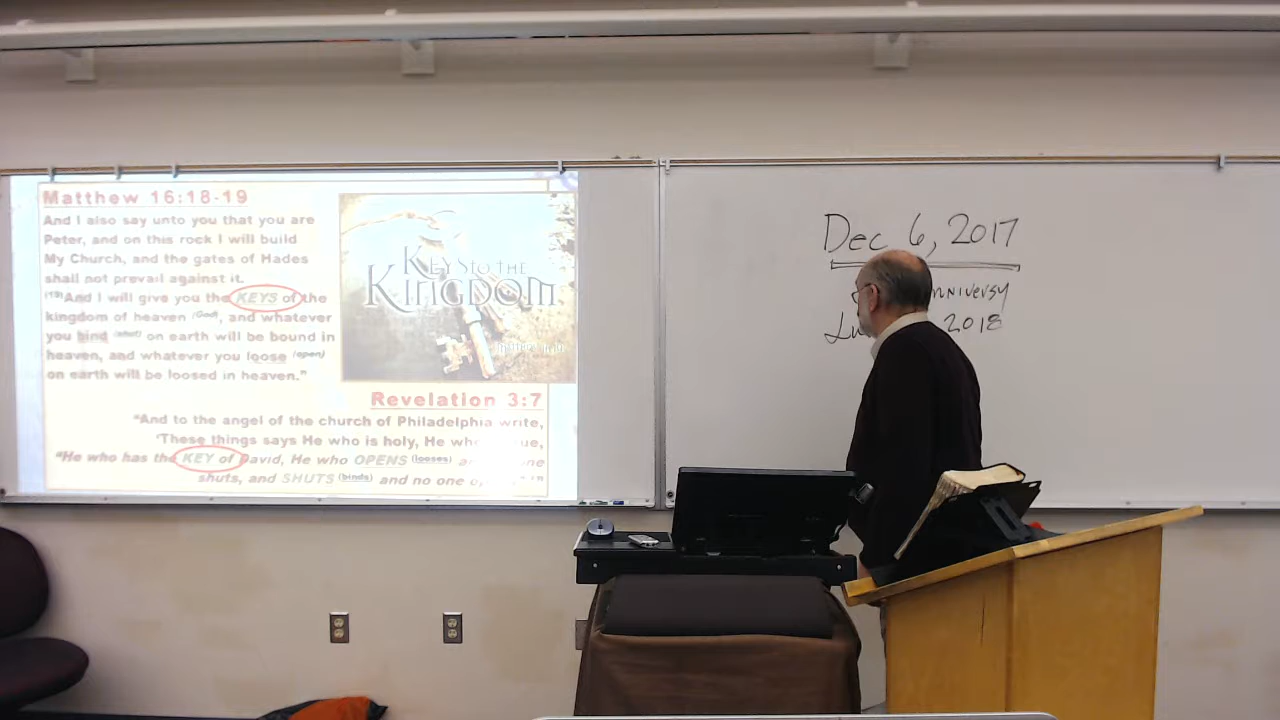 Matthew 16:18-19
And I also say unto you that you are
Peter, and on this rock I will build
My Church, and the gates of Hades
shall not prevail against it.
(19)And I will give you the KEYS of the
kingdom of heaven (God), and whatever
you bind (shut) on earth will be bound in
heaven, and whatever you loose (open)
on earth will be loosed in heaven."
KEYS TO THE
KINGDOM
Revelation 3:7
"And to the angel of the church of Philadelphia write,
'These things says He who is holy, He who
"He who has the KEY of David, He who OPENS (looses)
shuts, and SHUTS (binds) and no one
Dec 6, 2017
2018